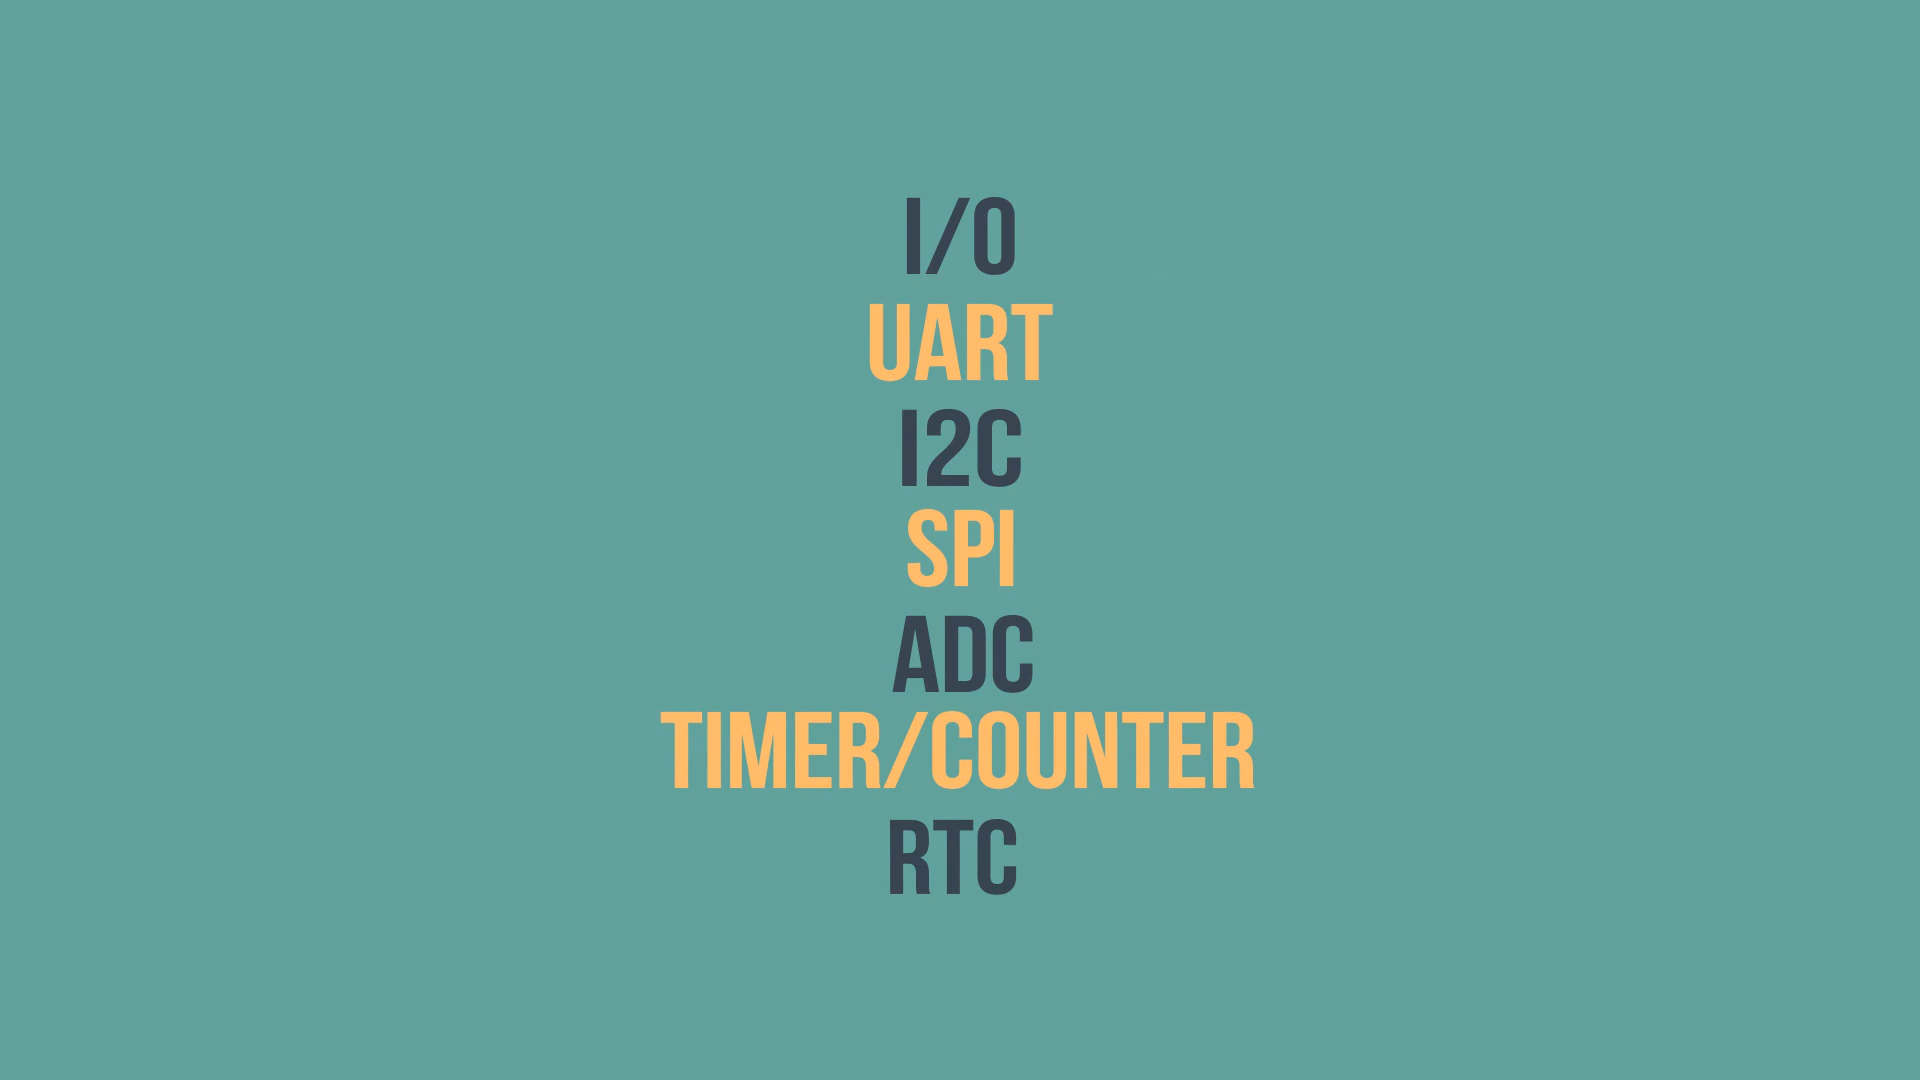 I/O
UART
I2C
SPI
ADC
TIMER/COUNTER
RTC